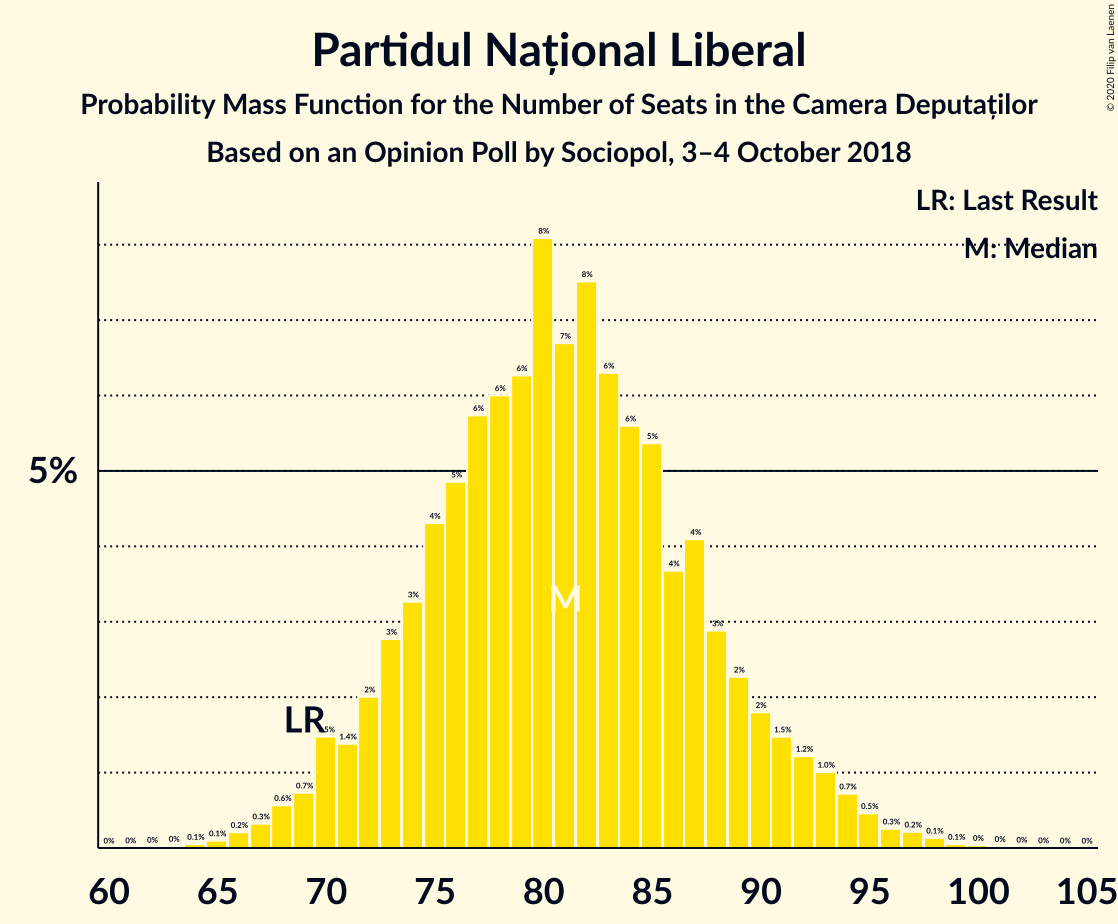 Partidul Național Liberal
Probability Mass Function for the Number of Seats in the Camera Deputaților
Based on an Opinion Poll by Sociopol, 3–4 October 2018
© 2020 Filip van Laenen
LR: Last Result
M: Median
5%
0% 0% 0% 0% 0.1% 0.1% 0.2% 0.3% 0.6% 0.7% 1.4% 2% 3% 3% 4% 5% 6% 6% 6% 8% 7% 8% 6% 6% 5% 4% 4% 3% 2% 2% 1.5% 1.2% 1.0% 0.7% 0.5% 0.3% 0.2% 0.1% 0.1% 0% 0% 0% 0% 0% 0%
LR
M
60 65 70 75 80 85 90 95 100 105